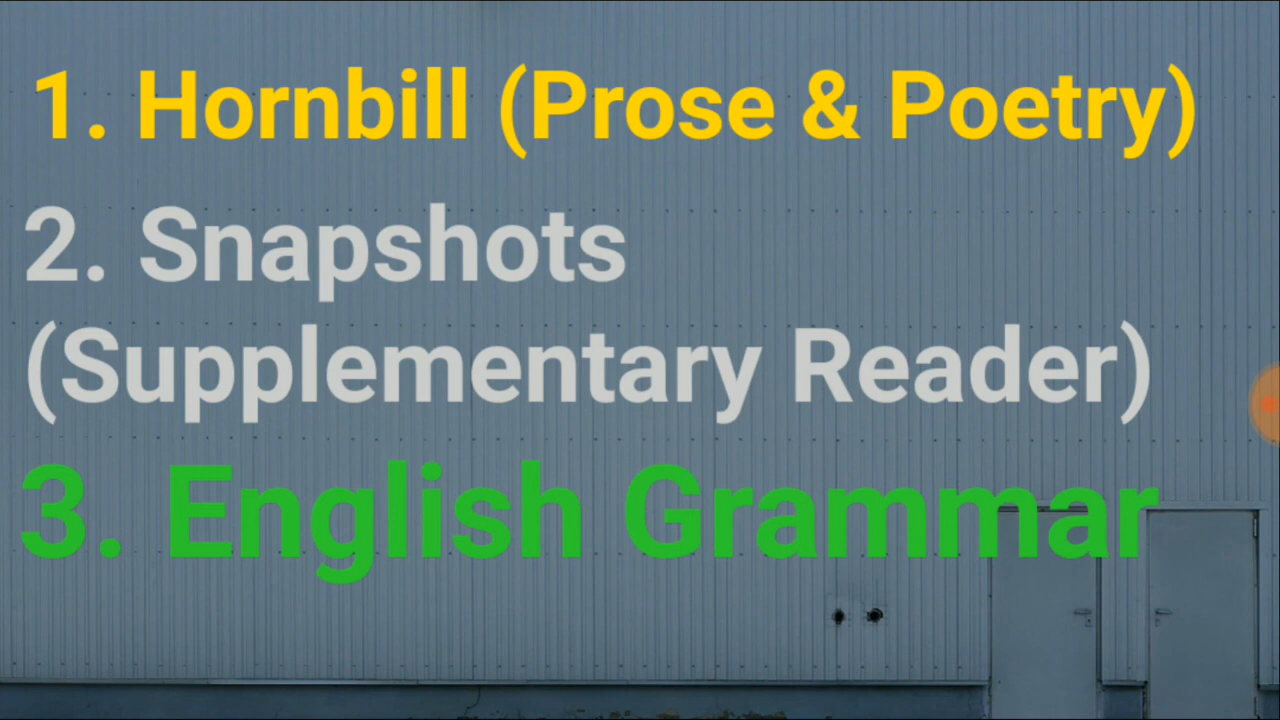 1. Hornbill (Prose & Poetry)
2. Snapshots
(Supplementary Reader)
3. English Grammar